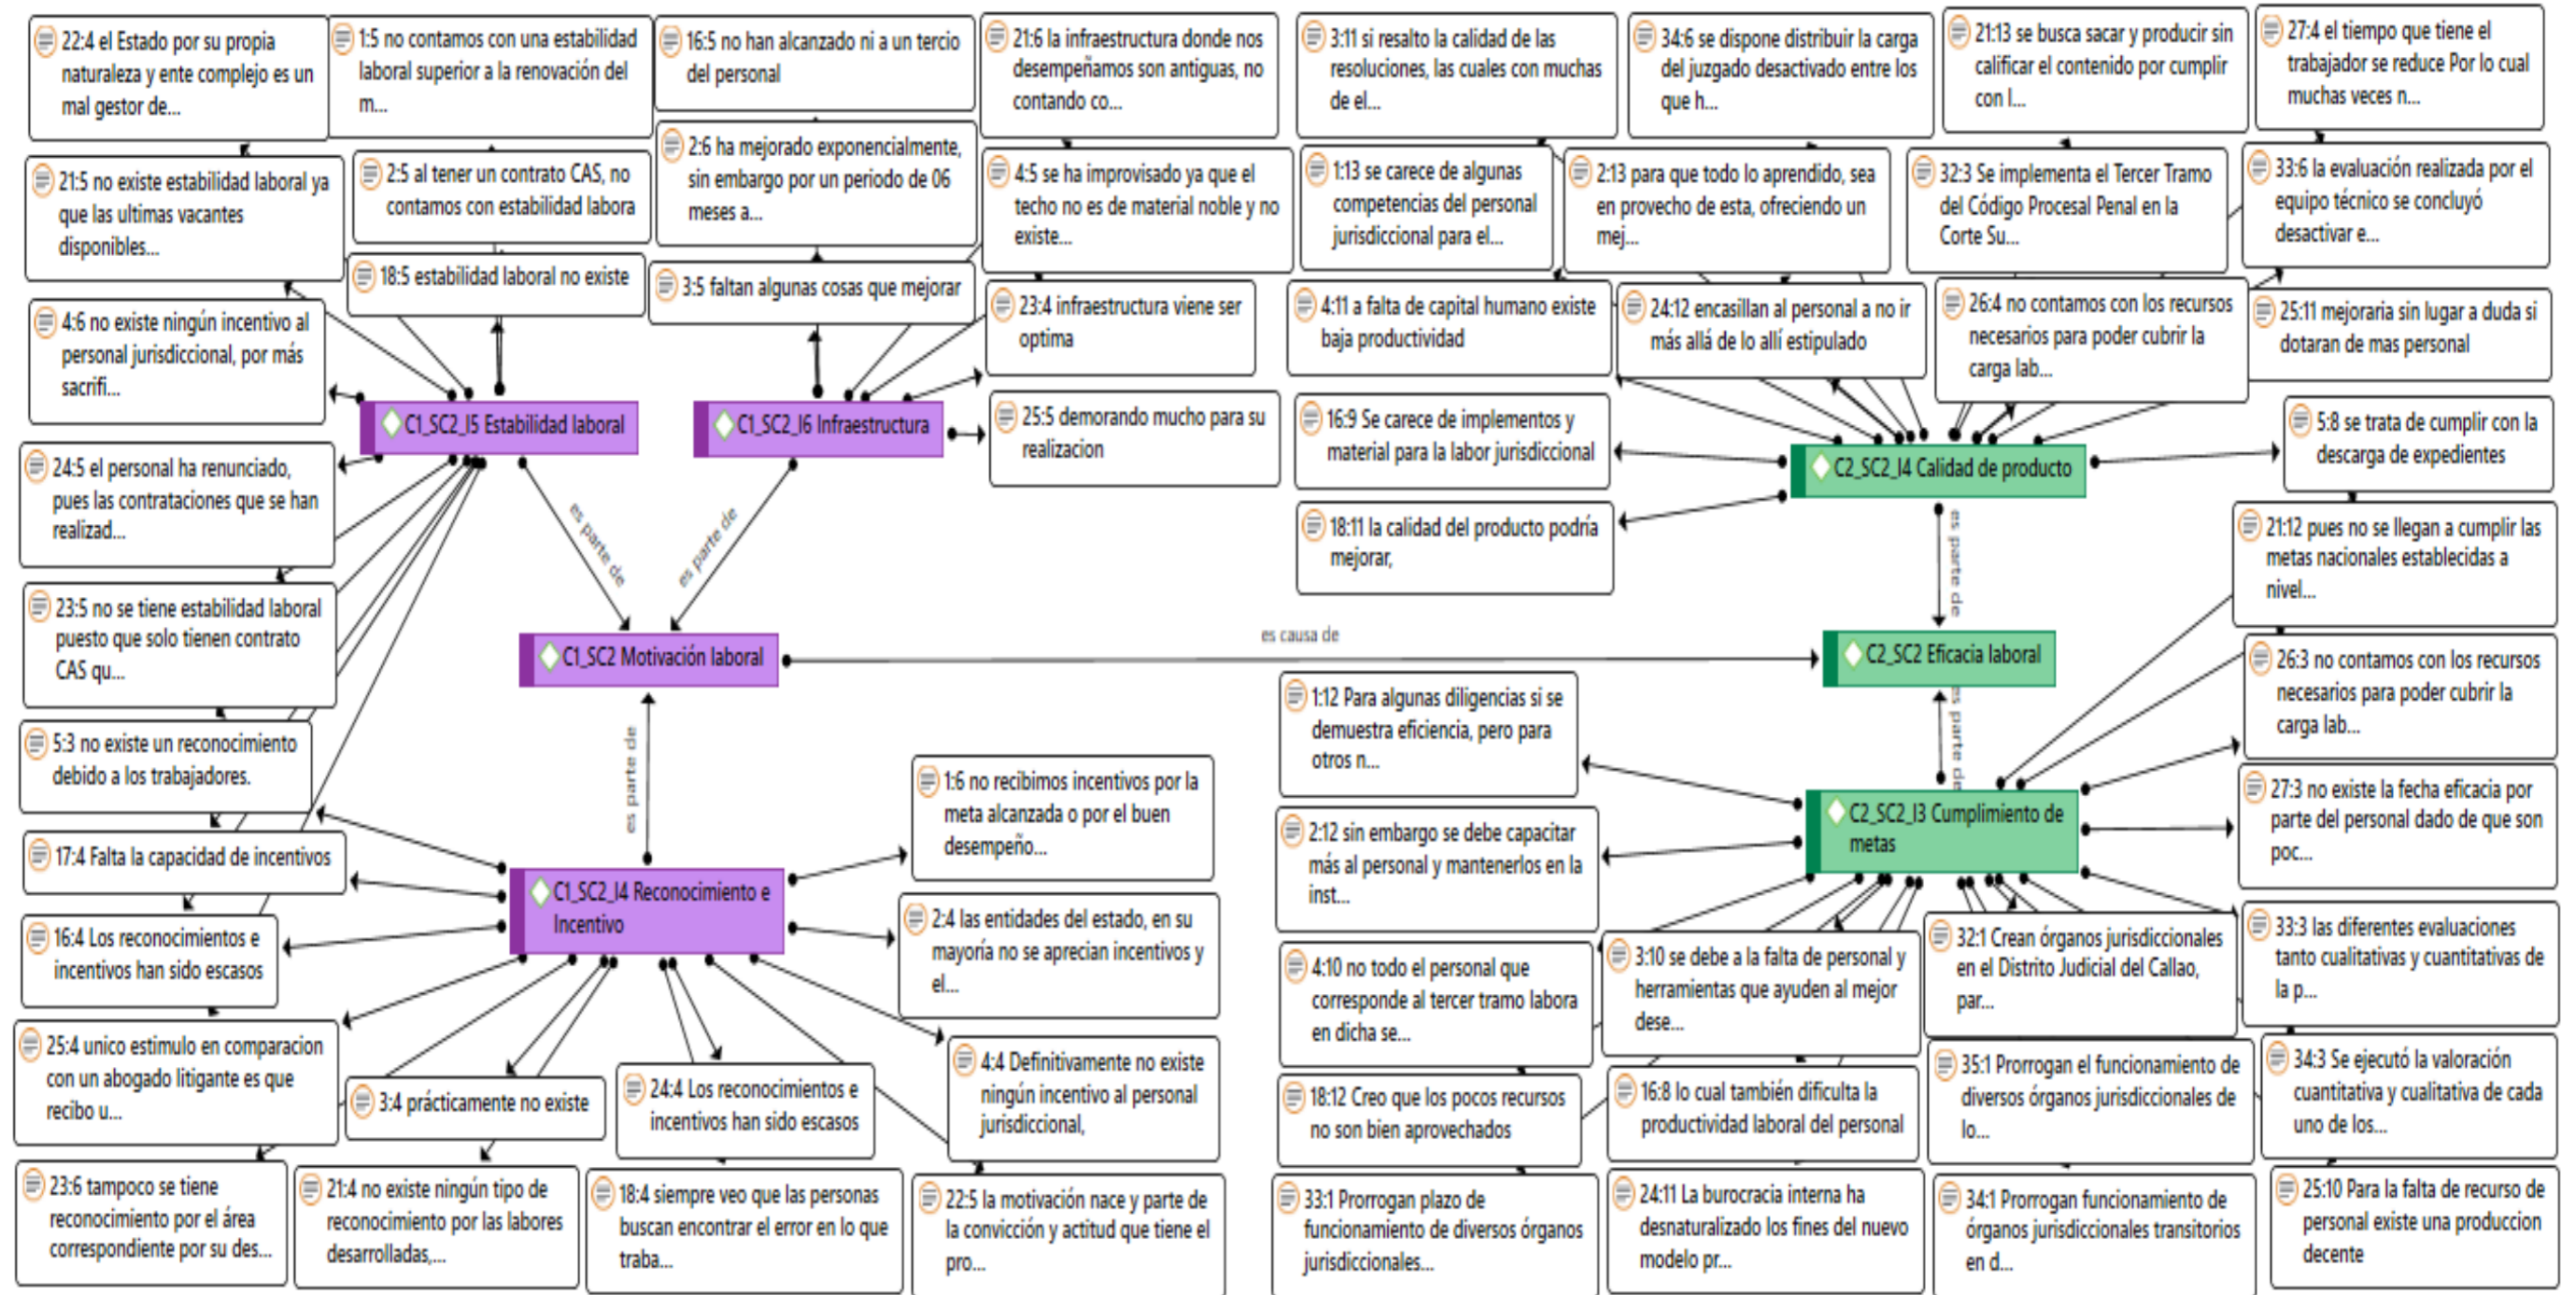 22:4 el Estado por su propia
naturaleza y ente complejo es un
mal gestor de...
1:5 no contamos con una estabilidad
laboral superior a la renovación del
m...
16:5 no han alcanzado ni a un tercio
del personal
21:6 la infraestructura donde nos
desempeñamos son antiguas, no
contando co...
3:11 si resalto la calidad de las
resoluciones, las cuales con muchas
de el...
34:6 se dispone distribuir la carga
del juzgado desactivado entre los
que h...
21:13 se busca sacar y producir sin
calificar el contenido por cumplir
con l...
27:4 el tiempo que tiene el
trabajador se reduce Por lo cual
muchas veces n...
21:5 no existe estabilidad laboral ya
que las ultimas vacantes
disponibles...
2:5 al tener un contrato CAS, no
contamos con estabilidad labora
2:6 ha mejorado exponencialmente,
sin embargo por un periodo de 06
meses a...
4:5 se ha improvisado ya que el
techo no es de material noble y no
existe...
1:13 se carece de algunas
competencias del personal
jurisdiccional para el...
2:13 para que todo lo aprendido, sea
en provecho de esta, ofreciendo un
mej...
32:3 Se implementa el Tercer Tramo
del Código Procesal Penal en la
Corte Su...
33:6 la evaluación realizada por el
equipo técnico se concluyó
desactivar e...
18:5 estabilidad laboral no existe
3:5 faltan algunas cosas que mejorar
23:4 infraestructura viene ser
optima
4:11 a falta de capital humano existe
baja productividad
24:12 encasillan al personal a no ir
más allá de lo allí estipulado
26:4 no contamos con los recursos
necesarios para poder cubrir la
carga lab...
25:11 mejoraria sin lugar a duda si
dotaran de mas personal
4:6 no existe ningún incentivo al
personal jurisdiccional, por más
sacrifi...
C1_SC2_I5 Estabilidad laboral
C1_SC2_I6 Infraestructura
25:5 demorando mucho para su
realizacion
16:9 Se carece de implementos y
material para la labor jurisdiccional
C2_SC2_I4 Calidad de producto
5:8 se trata de cumplir con la
descarga de expedientes
24:5 el personal ha renunciado,
pues las contrataciones que se han
realizad...
es parte de
es parte de
18:11 la calidad del producto podría
mejorar,
es parte de
21:12 pues no se llegan a cumplir las
metas nacionales establecidas a
nivel...
23:5 no se tiene estabilidad laboral
puesto que solo tienen contrato
CAS qu...
C1_SC2 Motivación laboral
es causa de
C2_SC2 Eficacia laboral
26:3 no contamos con los recursos
necesarios para poder cubrir la
carga lab...
5:3 no existe un reconocimiento
debido a los trabajadores.
es parte de
1:6 no recibimos incentivos por la
meta alcanzada o por el buen
desempeño...
1:12 Para algunas diligencias si se
demuestra eficiencia, pero para
otros n...
es parte de
27:3 no existe la fecha eficacia por
parte del personal dado de que son
poc...
17:4 Falta la capacidad de incentivos
C1_SC2_I4 Reconocimiento e
Incentivo
2:12 sin embargo se debe capacitar
más al personal y mantenerlos en la
inst...
C2_SC2_I3 Cumplimiento de
metas
16:4 Los reconocimientos e
incentivos han sido escasos
2:4 las entidades del estado, en su
mayoría no se aprecian incentivos y
el...
4:10 no todo el personal que
corresponde al tercer tramo labora
en dicha se...
3:10 se debe a la falta de personal y
herramientas que ayuden al mejor
dese...
32:1 Crean órganos jurisdiccionales
en el Distrito Judicial del Callao,
par...
33:3 las diferentes evaluaciones
tanto cualitativas y cuantitativas de
la p...
25:4 unico estimulo en comparacion
con un abogado litigante es que
recibo u...
3:4 prácticamente no existe
24:4 Los reconocimientos e
incentivos han sido escasos
4:4 Definitivamente no existe
ningún incentivo al personal
jurisdiccional,
18:12 Creo que los pocos recursos
no son bien aprovechados
16:8 lo cual también dificulta la
productividad laboral del personal
35:1 Prorrogan el funcionamiento de
diversos órganos jurisdiccionales de
lo...
34:3 Se ejecutó la valoración
cuantitativa y cualitativa de cada
uno de los...
23:6 tampoco se tiene
reconocimiento por el área
correspondiente por su des...
21:4 no existe ningún tipo de
reconocimiento por las labores
desarrolladas,...
18:4 siempre veo que las personas
buscan encontrar el error en lo que
traba...
22:5 la motivación nace y parte de
la convicción y actitud que tiene el
pro...
33:1 Prorrogan plazo de
funcionamiento de diversos órganos
jurisdiccionales...
24:11 La burocracia interna ha
desnaturalizado los fines del nuevo
modelo pr...
34:1 Prorrogan funcionamiento de
órganos jurisdiccionales transitorios
en d...
25:10 Para la falta de recurso de
personal existe una produccion
decente